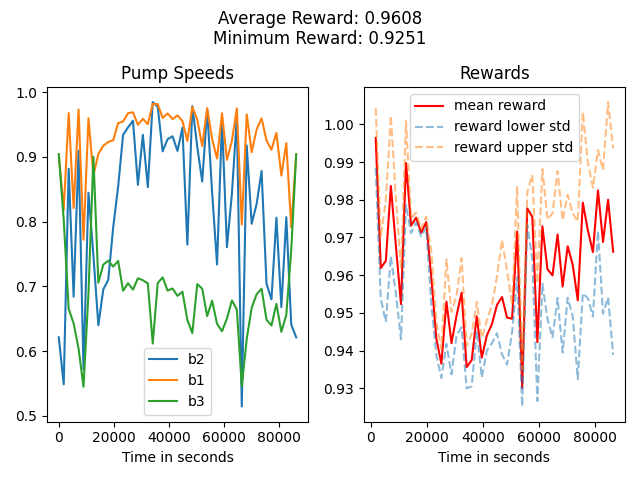 Average Reward: 0.9608
Minimum Reward: 0.9251
Pump Speeds
1.0
0.9
0.8
0.7
0.6
0.5
b2
b1
b3
0 20000 40000 60000 80000
Time in seconds
Rewards
1.00
0.99
0.98
0.97
0.96
0.95
0.94
0.93
mean reward
reward lower std
reward upper std
0 20000 40000 60000 80000
Time in seconds